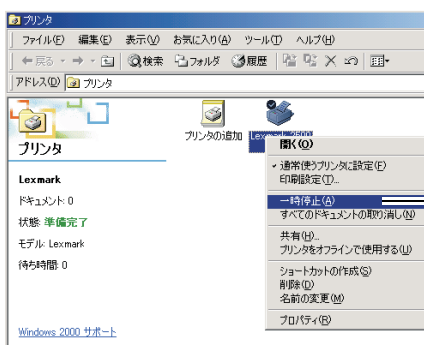 プリンタ
ファイル(F) 編集(E) 表示(V) お気に入り(A) ツール(T) ヘルプ(H)
戻る 検索 フォルダ 履歴
アドレス(D) プリンタ
プリンタ
プリンタの追加
Lexmark
ドキュメント: 0
状態: 準備完了
モデル: Lexmark
待ち時間: 0
Windows 2000 サポート
開く(O)
通常使うプリンタに設定(F)
印刷設定(T)...
一時停止(A)
すべてのドキュメントの取り消し(N)
共有(H)...
プリンタをオフラインで使用する(U)
ショートカットの作成(S)
削除(D)
名前の変更(M)
プロパティ(R)